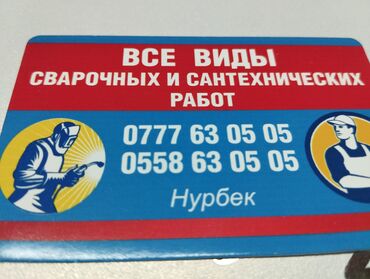 ВСЕ ВИДЫ
СВАРОЧНЫХ И САНТЕХНИЧЕСКИХ
РАБОТ
0777 63 05 05
0558 63 05 05
Нурбек